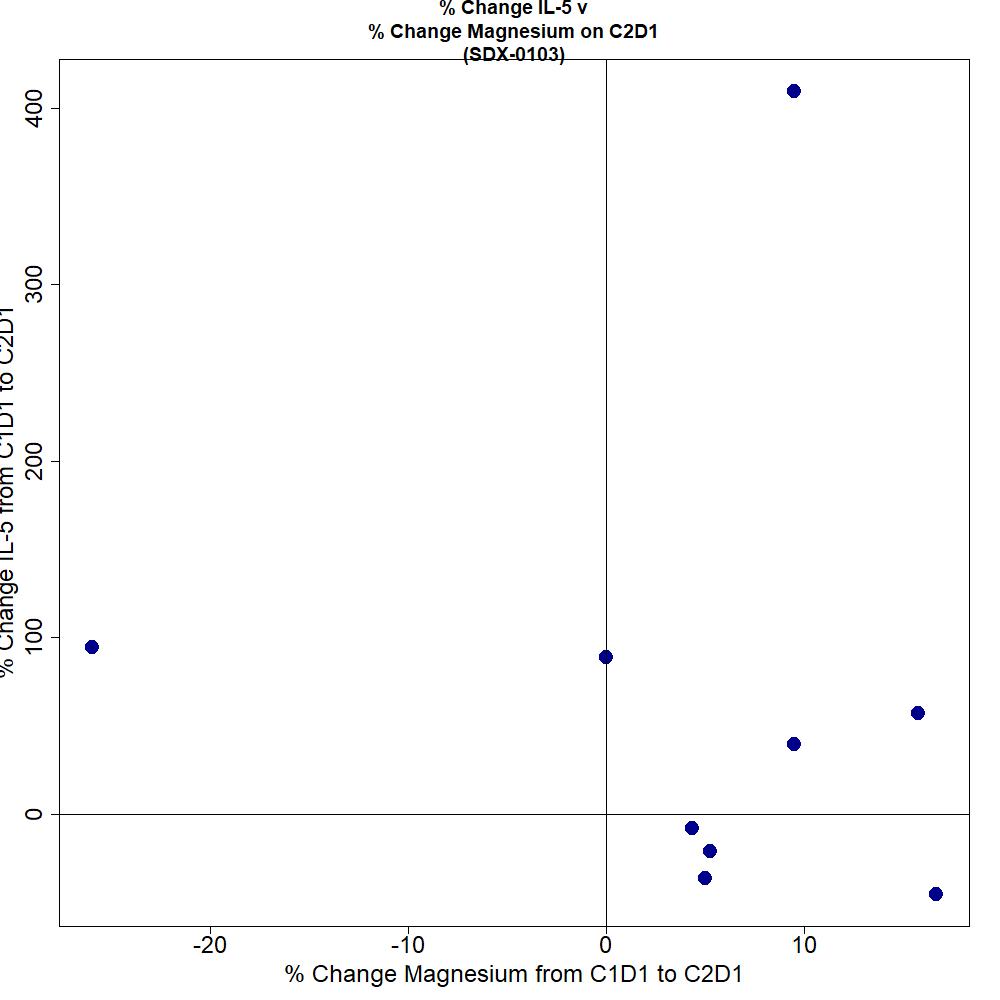 % Change IL-5 v
% Change Magnesium on C2D1
(SDX-0103)
% Change IL-5 from C1D1 to C2D1
400
300
200
100
0
-20
-10
0
10
% Change Magnesium from C1D1 to C2D1